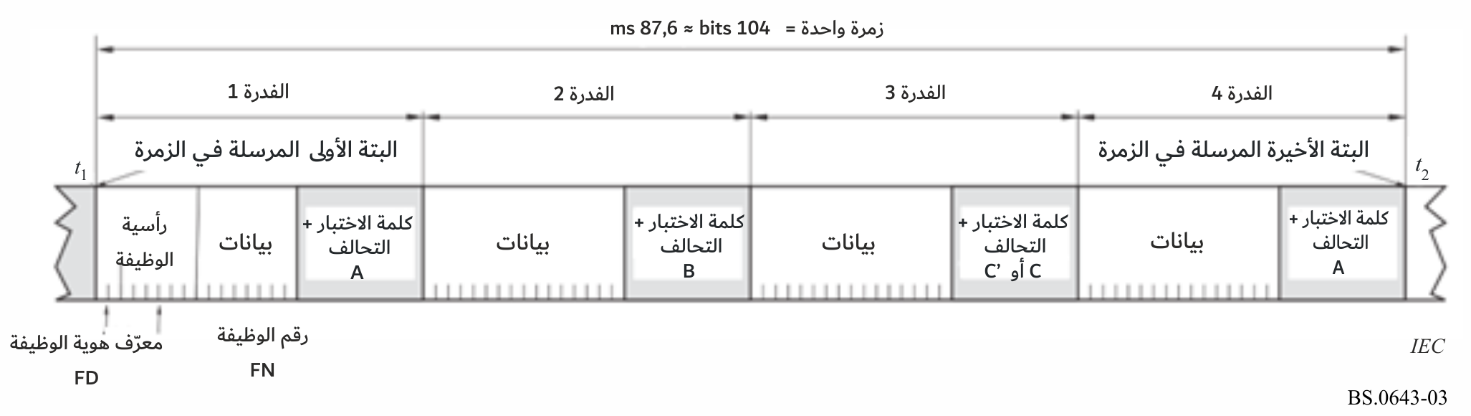 زمرة واحدة = ms 87,6 ≈ bits 104
الفدرة 1
الفدرة 2
الفدرة 3
الفدرة 4
البتة الأولى المرسلة في الزمرة
البتة الأخيرة المرسلة في الزمرة
t1
t2
رأسية
الوظيفة
بيانات
كلمة الاختبار +
التحالف
A
بيانات
كلمة الاختبار +
التحالف
B
بيانات
كلمة الاختبار +
التحالف
C أو C’
بيانات
كلمة الاختبار +
التحالف
A
معرّف هوية الوظيفة
FD
رقم الوظيفة
FN
IEC
BS.0643-03